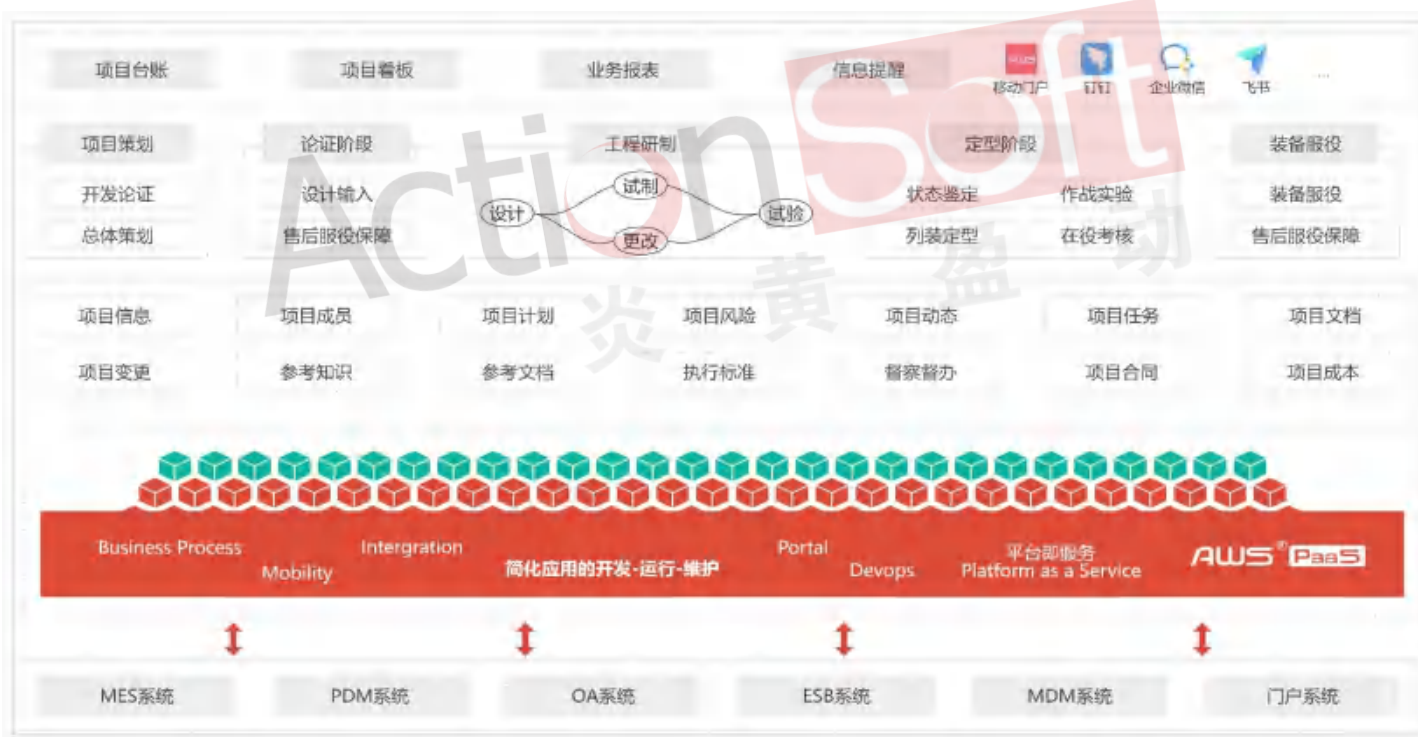 项目台账 项目看板 业务报表 信息提醒 移动门户 钉钉 企业微信 飞书 ...
项目策划 论证阶段 工程研制 定型阶段 装备服役
开发论证 设计输入 设计 试制 试验 状态鉴定 作战实验 装备服役
总体策划 售后服役保障 更改 列装定型 在役考核 售后服役保障
项目信息 项目成员 项目计划 项目风险 项目动态 项目任务 项目文档
项目变更 参考知识 参考文档 执行标准 督察督办 项目合同 项目成本
Business Process Mobility Intergration 简化应用的开发-运行-维护 Portal Devops 平台即服务 Platform as a Service AWS® PaaS
MES系统 PDM系统 OA系统 ESB系统 MDM系统 门户系统
ActionSoft
炎黄盈动